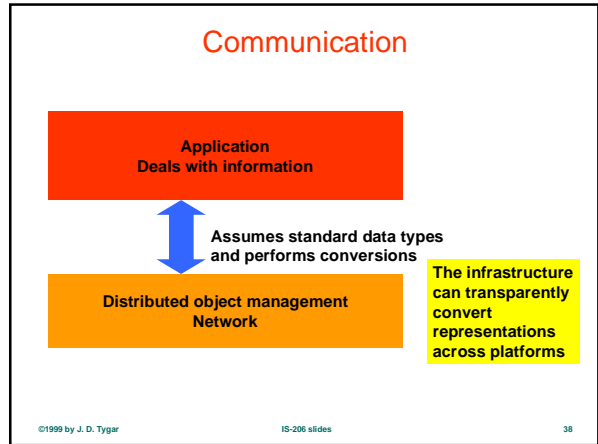 Communication
Application
Deals with information
Assumes standard data types
and performs conversions
Distributed object management
Network
The infrastructure
can transparently
convert
representations
across platforms
©1999 by J. D. Tygar
IS-206 slides
38